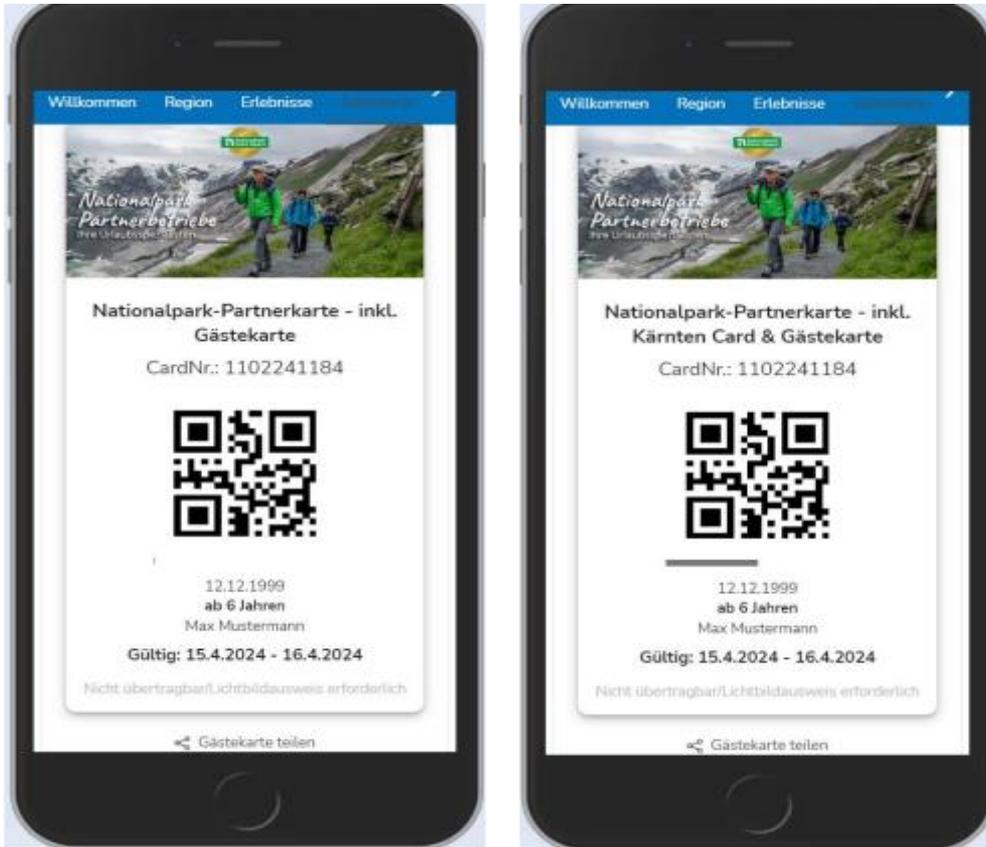 Willkommen Region Erlebnisse
Nationalpark
Partnerbetriebe
Nationalpark-Partnerkarte - inkl.
Gästekarte
CardNr.: 1102241184
12.12.1999
ab 6 Jahren
Max Mustermann
Gültig: 15.4.2024 - 16.4.2024
Nicht übertragbar/Lichtbildausweis erforderlich
Gästekarte teilen
Willkommen Region Erlebnisse
Nationalpark
Partnerbetriebe
Nationalpark-Partnerkarte - inkl.
Kärnten Card & Gästekarte
CardNr.: 1102241184
12.12.1999
ab 6 Jahren
Max Mustermann
Gültig: 15.4.2024 - 16.4.2024
Nicht übertragbar/Lichtbildausweis erforderlich
Gästekarte teilen